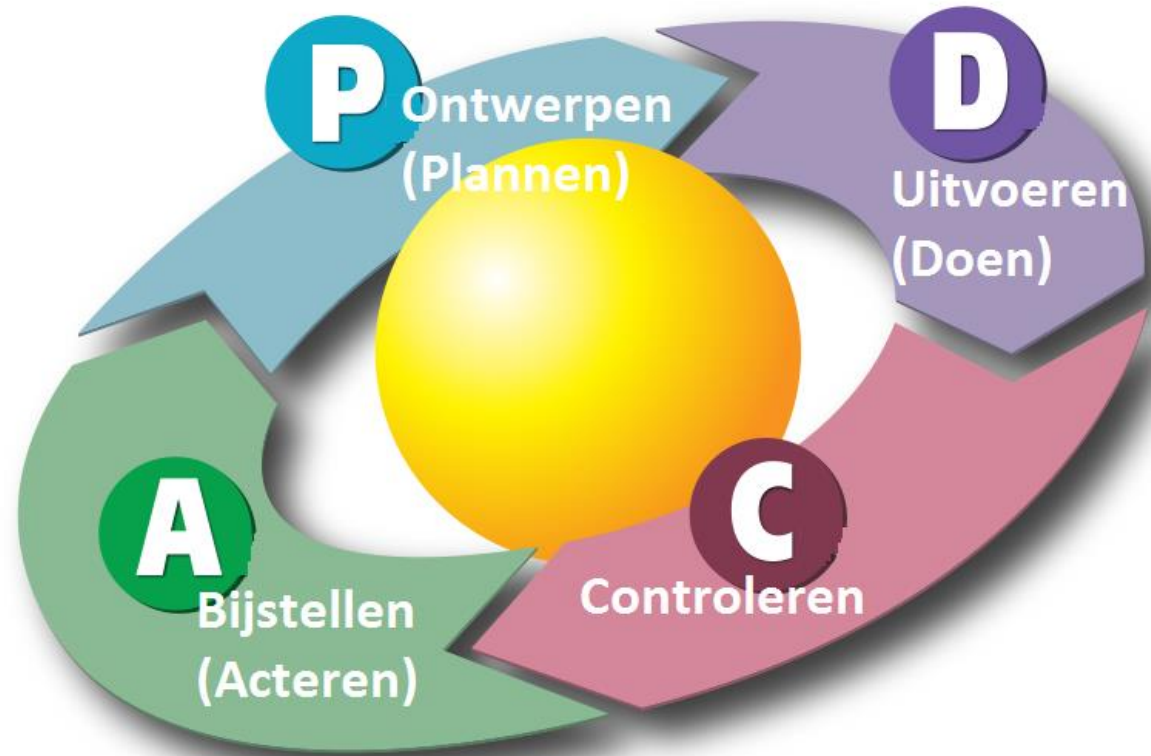 P
Ontwerpen
(Plannen)
D
Uitvoeren
(Doen)
C
Controleren
A
Bijstellen
(Acteren)